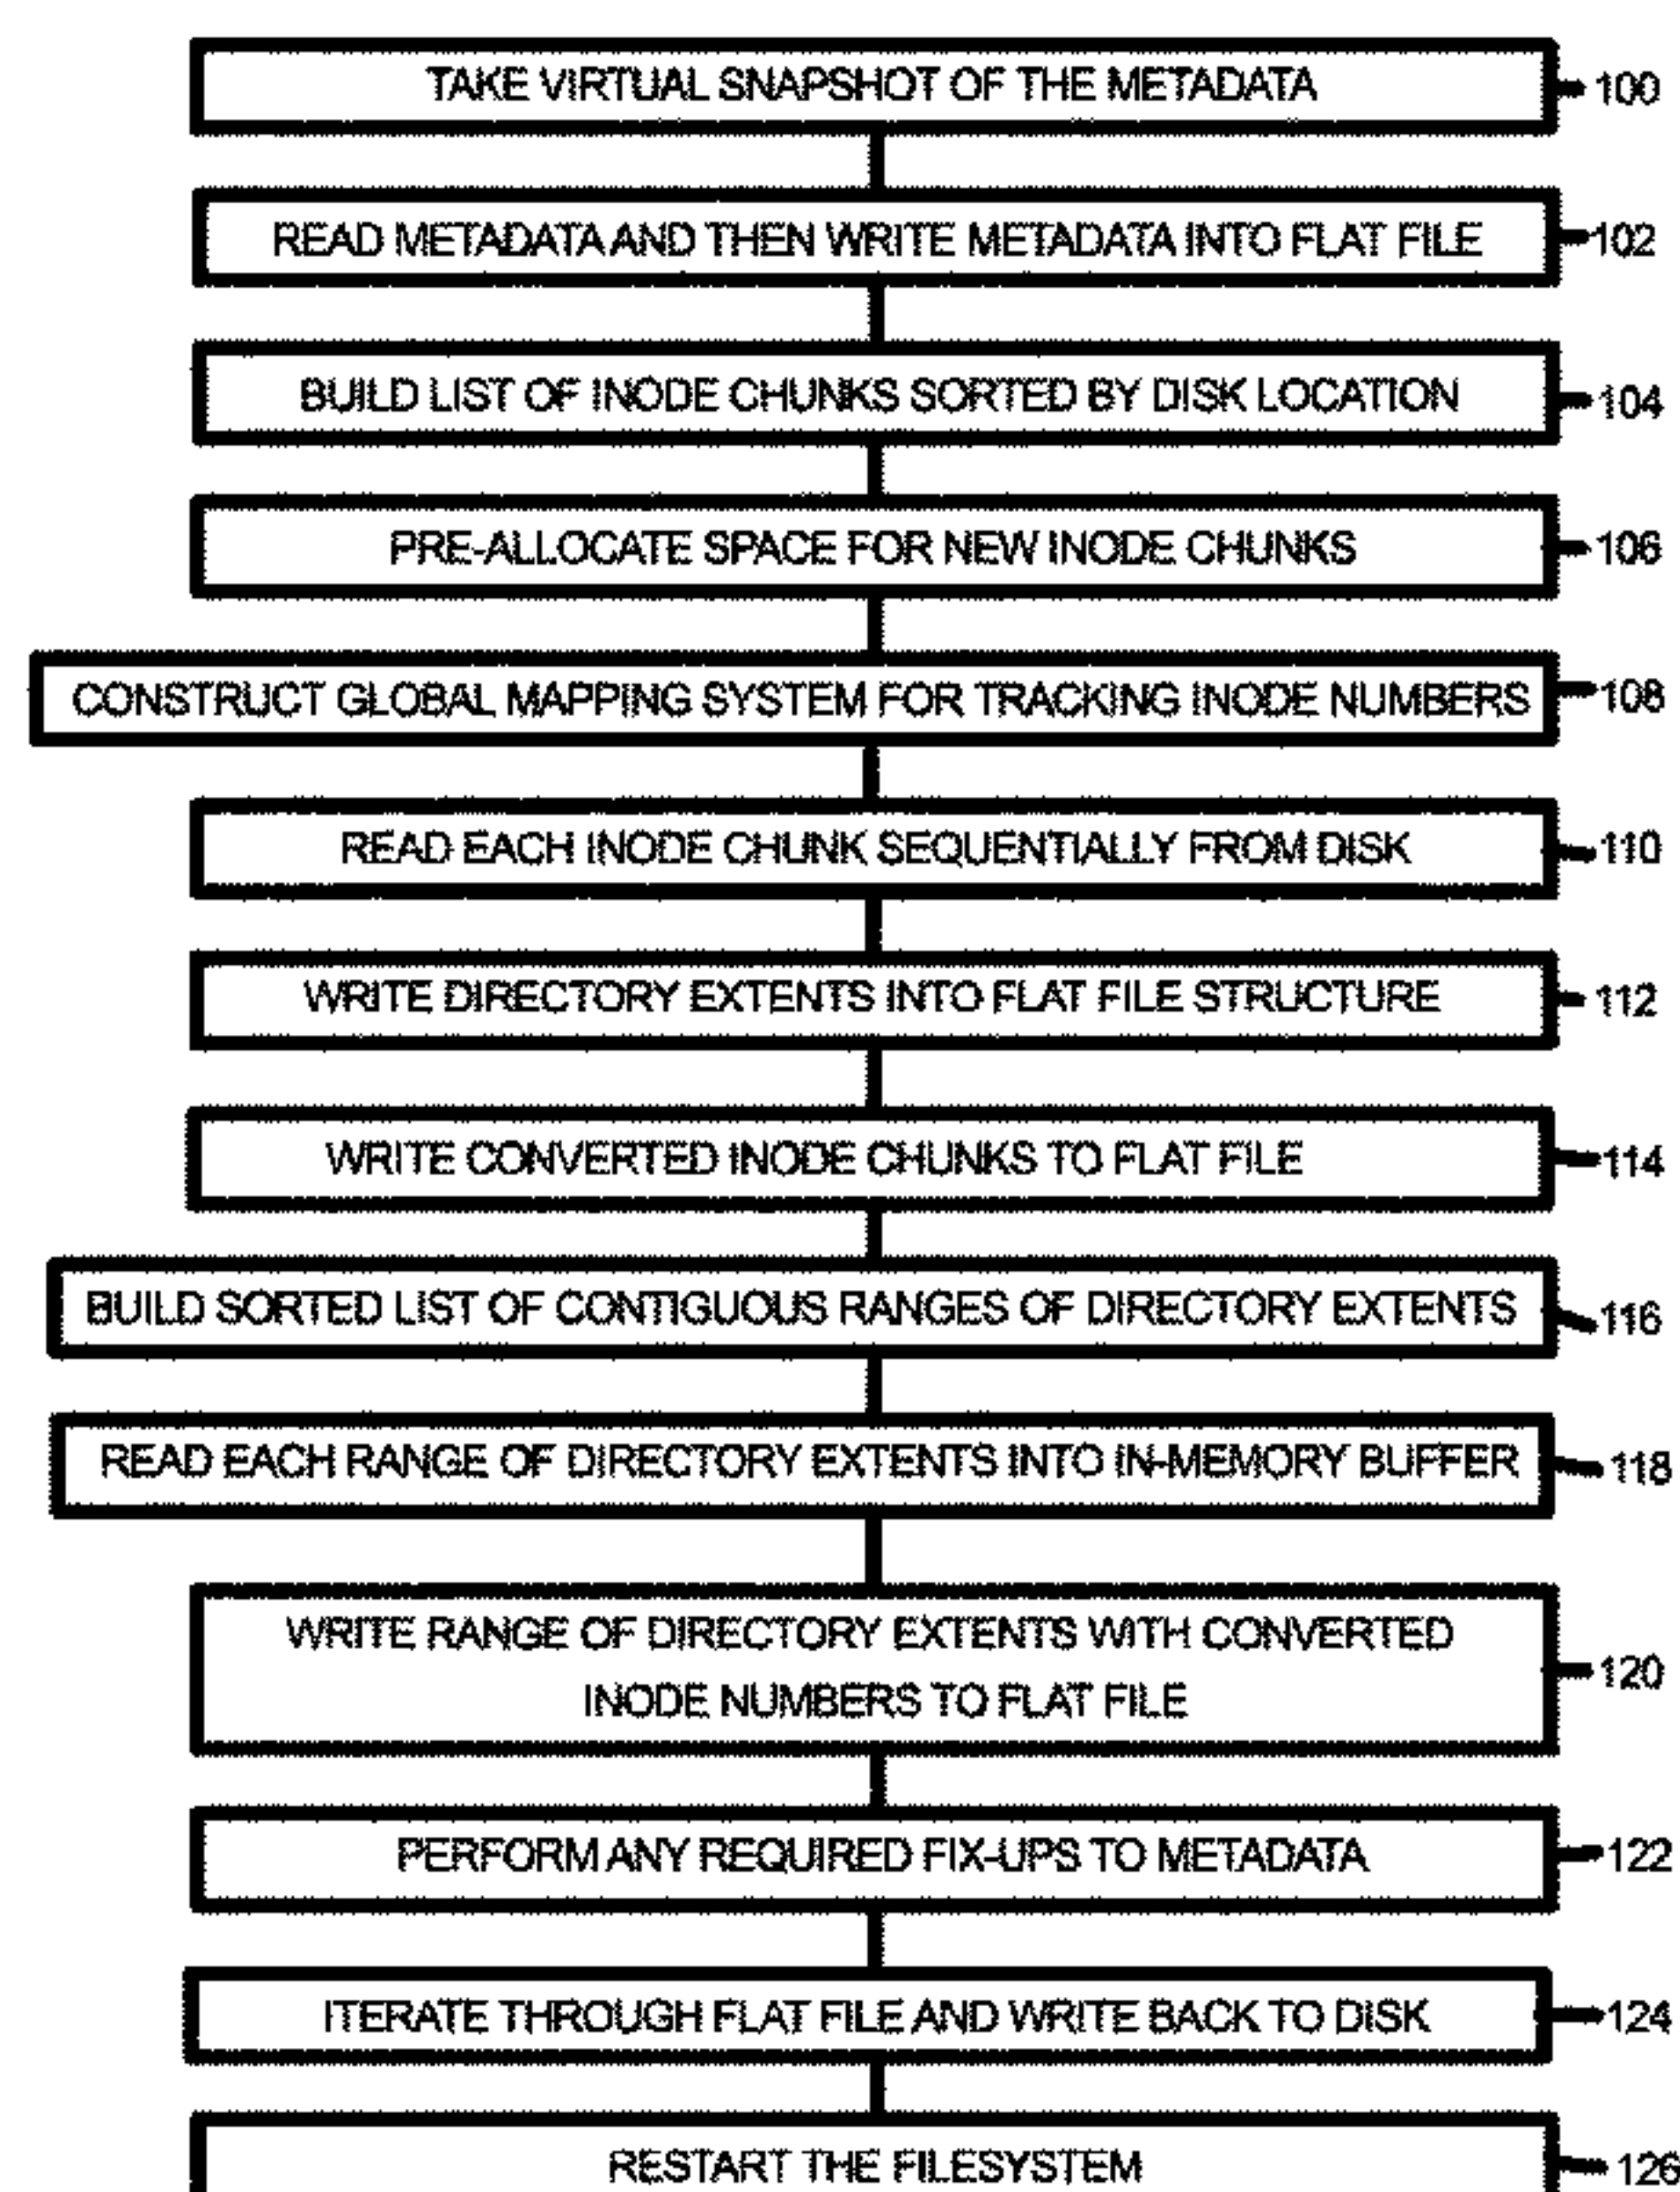 TAKE VIRTUAL SNAPSHOT OF THE METADATA 100
READ METADATA AND THEN WRITE METADATA INTO FLAT FILE 102
BUILD LIST OF INODE CHUNKS SORTED BY DISK LOCATION 104
PRE-ALLOCATE SPACE FOR NEW INODE CHUNKS 106
CONSTRUCT GLOBAL MAPPING SYSTEM FOR TRACKING INODE NUMBERS 108
READ EACH INODE CHUNK SEQUENTIALLY FROM DISK 110
WRITE DIRECTORY EXTENTS INTO FLAT FILE STRUCTURE 112
WRITE CONVERTED INODE CHUNKS TO FLAT FILE 114
BUILD SORTED LIST OF CONTIGUOUS RANGES OF DIRECTORY EXTENTS 116
READ EACH RANGE OF DIRECTORY EXTENTS INTO IN-MEMORY BUFFER 118
WRITE RANGE OF DIRECTORY EXTENTS WITH CONVERTED
INODE NUMBERS TO FLAT FILE 120
PERFORM ANY REQUIRED FIX-UPS TO METADATA 122
ITERATE THROUGH FLAT FILE AND WRITE BACK TO DISK 124
RESTART THE FILESYSTEM 126